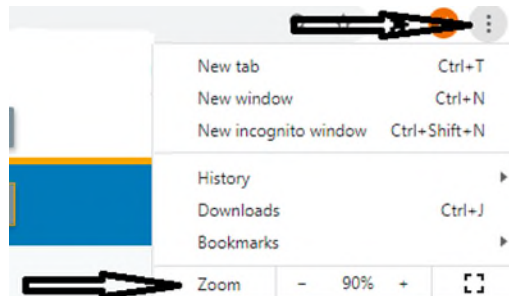 New tab Ctrl+T
New window Ctrl+N
New incognito window Ctrl+Shift+N
History
Downloads Ctrl+J
Bookmarks
Zoom - 90% +